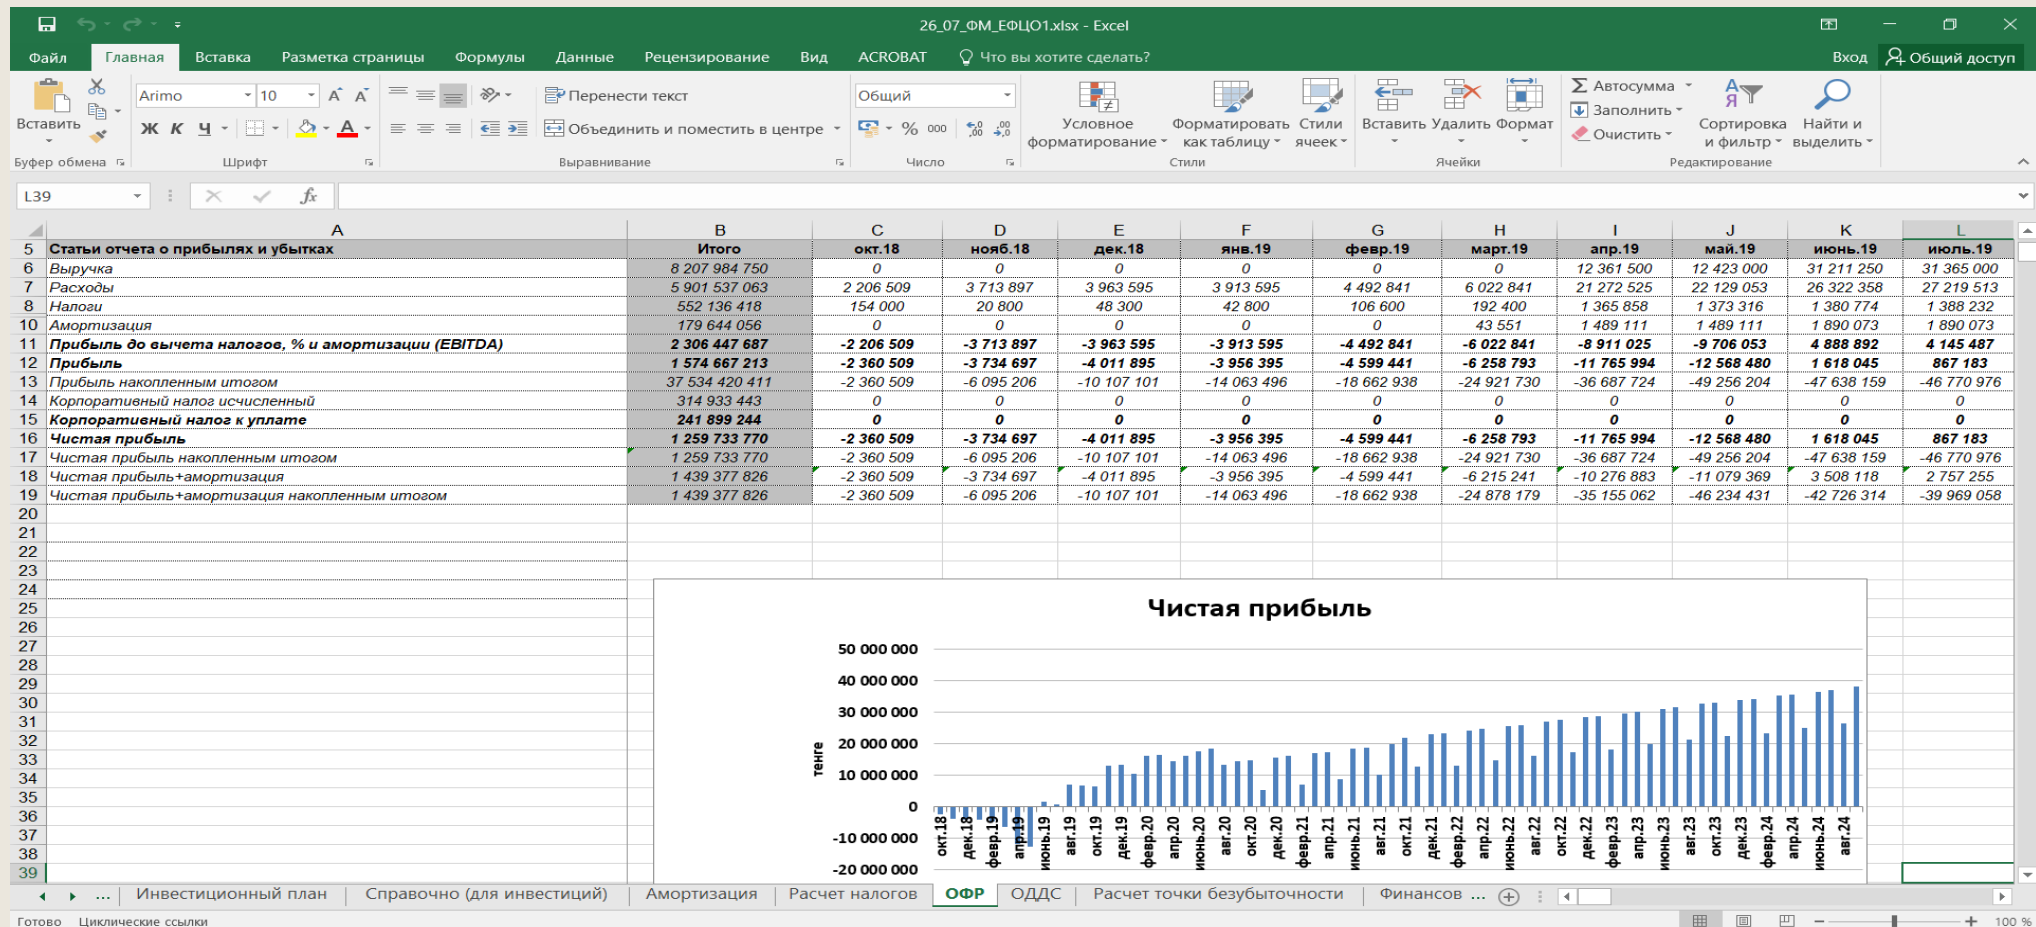 26_07_ФМ_ЕФЦО1.xlsx - Excel
Файл Главная Вставка Разметка страницы Формулы Данные Рецензирование Вид ACROBAT Что вы хотите сделать? Вход Общий доступ
Вставить
Буфер обмена
Arimo 10
Ж К Ч А
Шрифт
Перенести текст
Объединить и поместить в центре
Выравнивание
Общий
% 000
Число
Условное форматирование
Форматировать как таблицу
Стили ячеек
Стили
Вставить Удалить Формат
Ячейки
Автосумма
Заполнить
Очистить
Сортировка и фильтр
Найти и выделить
Редактирование
L39 fx
A B C D E F G H I J K L
5 Статьи отчета о прибылях и убытках Итого окт.18 нояб.18 дек.18 янв.19 февр.19 март.19 апр.19 май.19 июнь.19 июль.19
6 Выручка 8 207 984 750 0 0 0 0 0 0 12 361 500 12 423 000 31 211 250 31 365 000
7 Расходы 5 901 537 063 2 206 509 3 713 897 3 963 595 3 913 595 4 492 841 6 022 841 21 272 525 22 129 053 26 322 358 27 219 513
8 Налоги 552 136 418 154 000 20 800 48 300 42 800 106 600 192 400 1 365 858 1 373 316 1 380 774 1 388 232
10 Амортизация 179 644 056 0 0 0 0 0 43 551 1 489 111 1 489 111 1 890 073 1 890 073
11 Прибыль до вычета налогов, % и амортизации (EBITDA) 2 306 447 687 -2 206 509 -3 713 897 -3 963 595 -3 913 595 -4 492 841 -6 022 841 -8 911 025 -9 706 053 4 888 892 4 145 487
12 Прибыль 1 574 667 213 -2 360 509 -3 734 697 -4 011 895 -3 956 395 -4 599 441 -6 258 793 -11 765 994 -12 568 480 1 618 045 867 183
13 Прибыль накопленным итогом 37 534 420 411 -2 360 509 -6 095 206 -10 107 101 -14 063 496 -18 662 938 -24 921 730 -36 687 724 -49 256 204 -47 638 159 -46 770 976
14 Корпоративный налог исчисленный 314 933 443 0 0 0 0 0 0 0 0 0 0
15 Корпоративный налог к уплате 241 899 244 0 0 0 0 0 0 0 0 0 0
16 Чистая прибыль 1 259 733 770 -2 360 509 -3 734 697 -4 011 895 -3 956 395 -4 599 441 -6 258 793 -11 765 994 -12 568 480 1 618 045 867 183
17 Чистая прибыль накопленным итогом 1 259 733 770 -2 360 509 -6 095 206 -10 107 101 -14 063 496 -18 662 938 -24 921 730 -36 687 724 -49 256 204 -47 638 159 -46 770 976
18 Чистая прибыль+амортизация 1 439 377 826 -2 360 509 -3 734 697 -4 011 895 -3 956 395 -4 599 441 -6 215 241 -10 276 883 -11 079 369 3 508 118 2 757 255
19 Чистая прибыль+амортизация накопленным итогом 1 439 377 826 -2 360 509 -6 095 206 -10 107 101 -14 063 496 -18 662 938 -24 878 179 -35 155 062 -46 234 431 -42 726 314 -39 969 058
20
21
22
23
24
25
26
27
28
29
30
31
32
33
34
35
36
37
38
39
Чистая прибыль
тенге
50 000 000
40 000 000
30 000 000
20 000 000
10 000 000
0
-10 000 000
-20 000 000
окт.18 дек.18 февр.19 апр.19 июнь.19 авг.19 окт.19 дек.19 февр.20 апр.20 июнь.20 авг.20 окт.20 дек.20 февр.21 апр.21 июнь.21 авг.21 окт.21 дек.21 февр.22 апр.22 июнь.22 авг.22 окт.22 дек.22 февр.23 апр.23 июнь.23 авг.23 окт.23 дек.23 февр.24 апр.24 июнь.24 авг.24
... Инвестиционный план Справочно (для инвестиций) Амортизация Расчет налогов ОФР ОДДС Расчет точки безубыточности Финансов ...
Готово Циклические ссылки 100 %